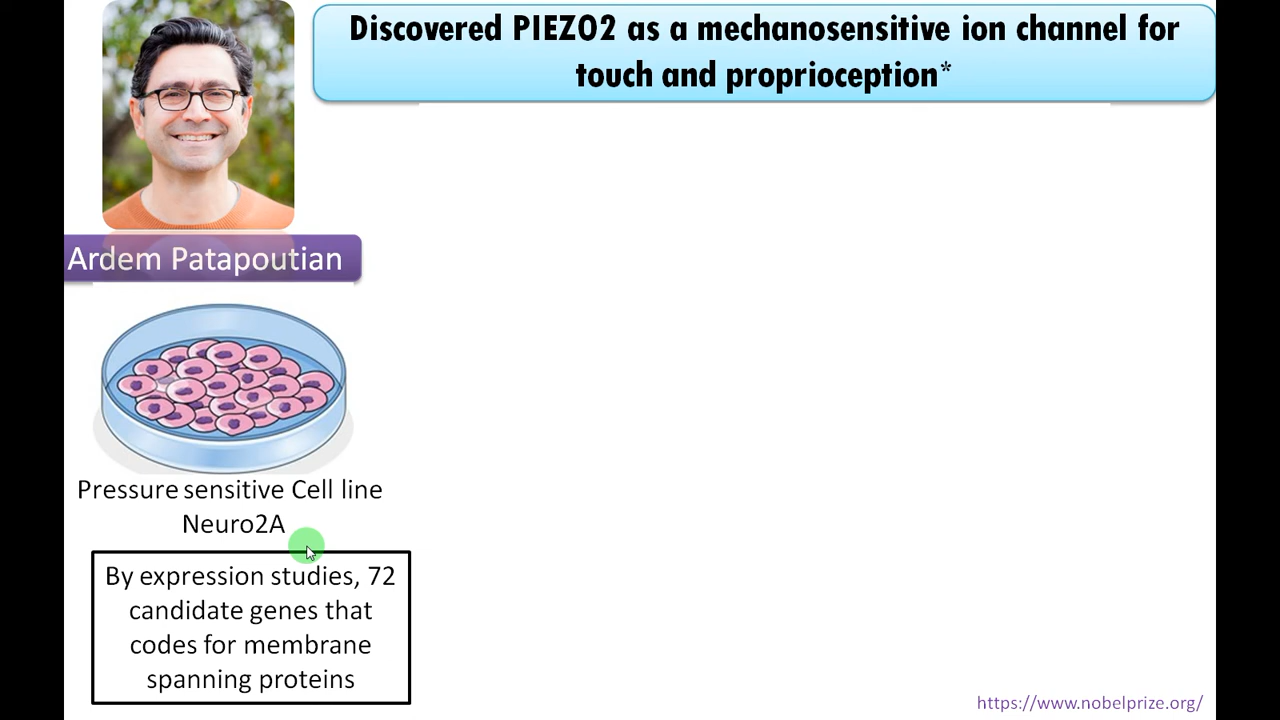 Discovered PIEZO2 as a mechanosensitive ion channel for
touch and proprioception*
Ardem Patapoutian
Pressure sensitive Cell line
Neuro2A
By expression studies, 72
candidate genes that
codes for membrane
spanning proteins
https://www.nobelprize.org/